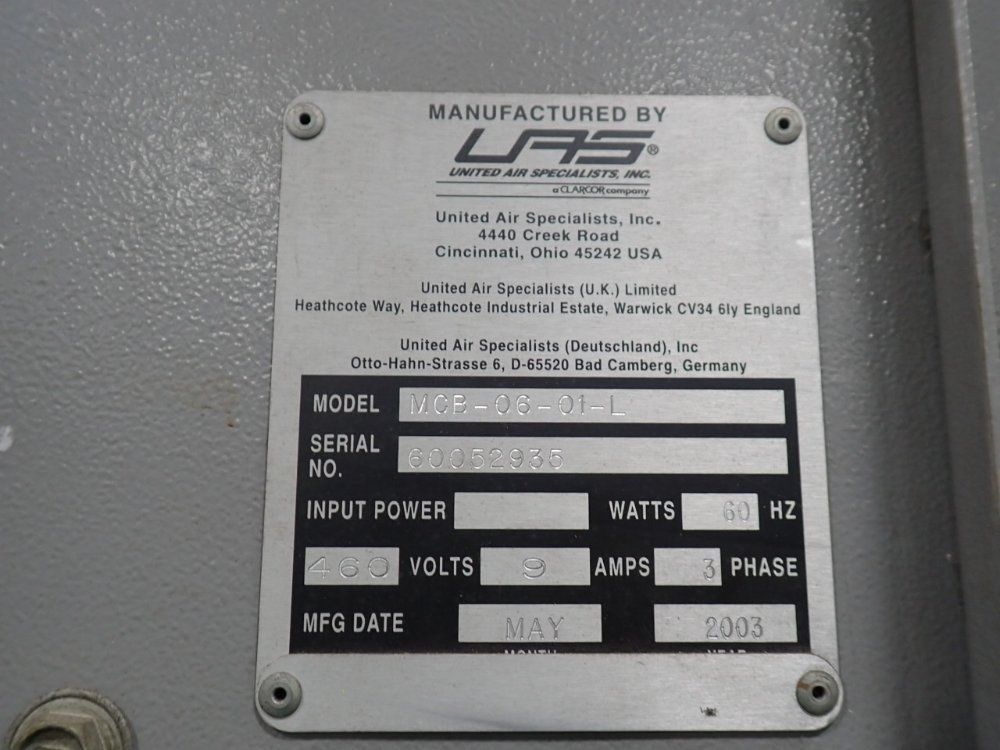 MANUFACTURED BY
UAS®
UNITED AIR SPECIALISTS, INC.
a CLARCOR company
United Air Specialists, Inc.
4440 Creek Road
Cincinnati, Ohio 45242 USA
United Air Specialists (U.K.) Limited
Heathcote Way, Heathcote Industrial Estate, Warwick CV34 6ly England
United Air Specialists (Deutschland), Inc
Otto-Hahn-Strasse 6, D-65520 Bad Camberg, Germany
MODEL MCB-06-01-L
SERIAL NO. 60052935
INPUT POWER WATTS 60 HZ
460 VOLTS 9 AMPS 3 PHASE
MFG DATE MAY 2003
MONTH YEAR